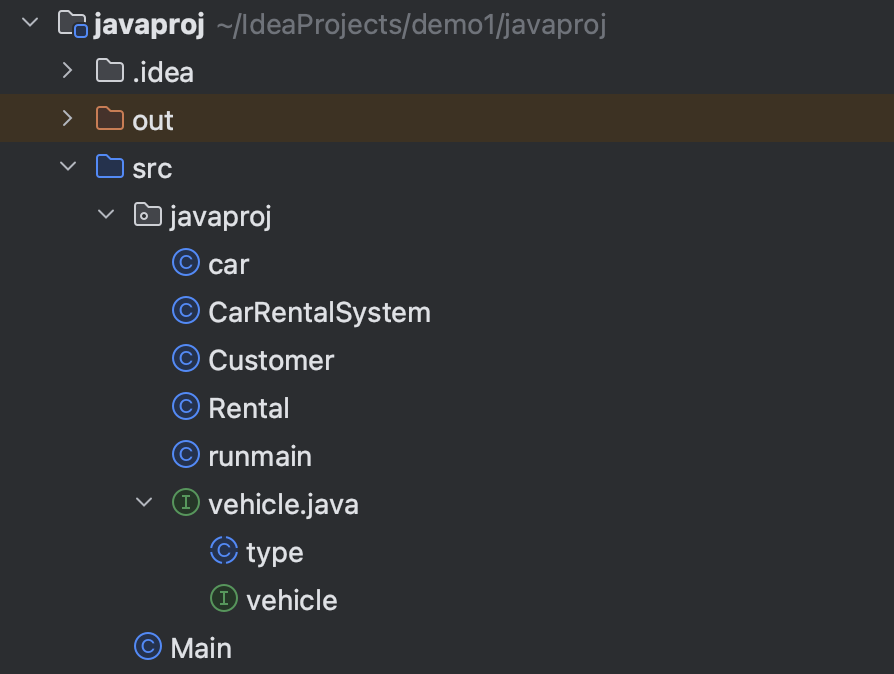 javaproj ~/IdeaProjects/demo1/javaproj
.idea
out
src
javaproj
car
CarRentalSystem
Customer
Rental
runmain
vehicle.java
type
vehicle
Main